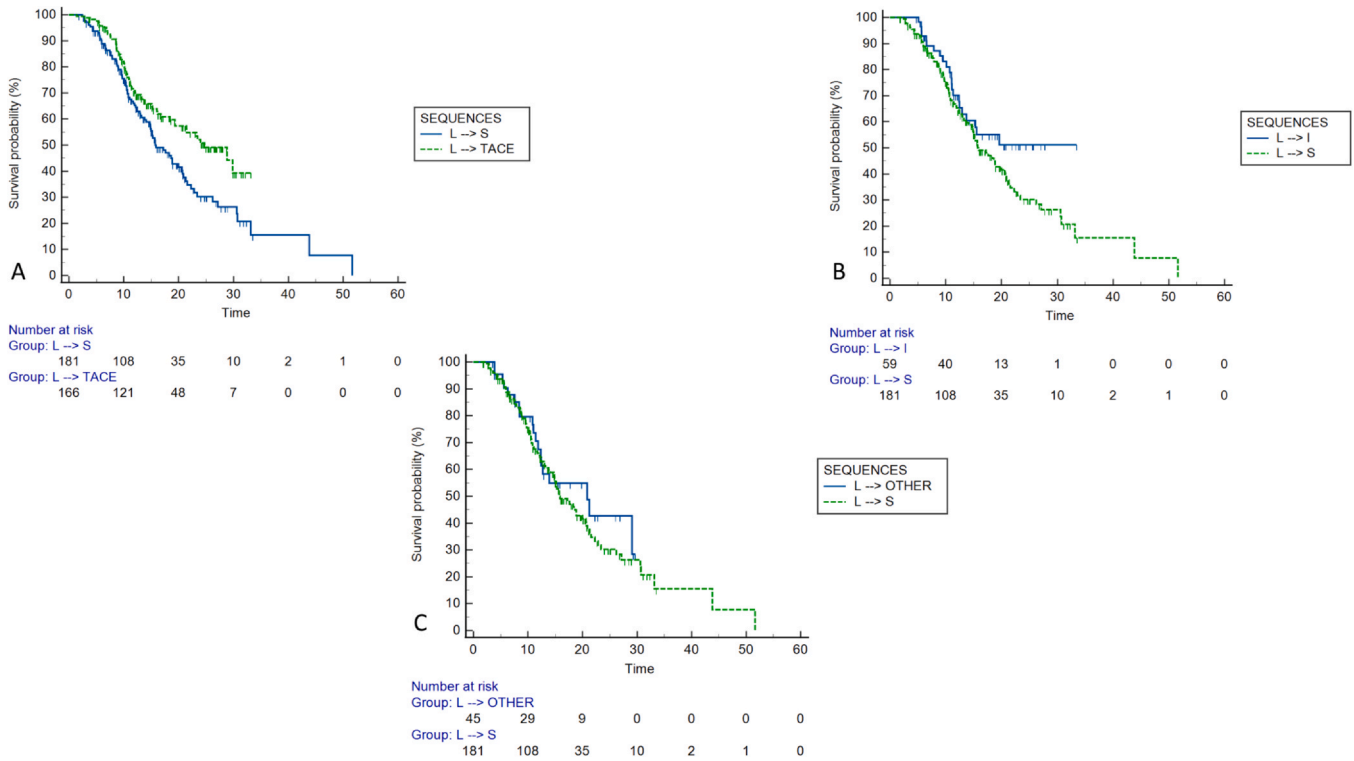 100
90
80
70
60
50
40
30
20
10
0
Survival probability (%)
0 10 20 30 40 50 60
Time
A
SEQUENCES
L --> S
L --> TACE
Number at risk
Group: L --> S
181 108 35 10 2 1 0
Group: L --> TACE
166 121 48 7 0 0 0
100
90
80
70
60
50
40
30
20
10
0
Survival probability (%)
0 10 20 30 40 50 60
Time
B
SEQUENCES
L --> I
L --> S
Number at risk
Group: L --> I
59 40 13 1 0 0 0
Group: L --> S
181 108 35 10 2 1 0
100
90
80
70
60
50
40
30
20
10
0
Survival probability (%)
0 10 20 30 40 50 60
Time
C
SEQUENCES
L --> OTHER
L --> S
Number at risk
Group: L --> OTHER
45 29 9 0 0 0 0
Group: L --> S
181 108 35 10 2 1 0